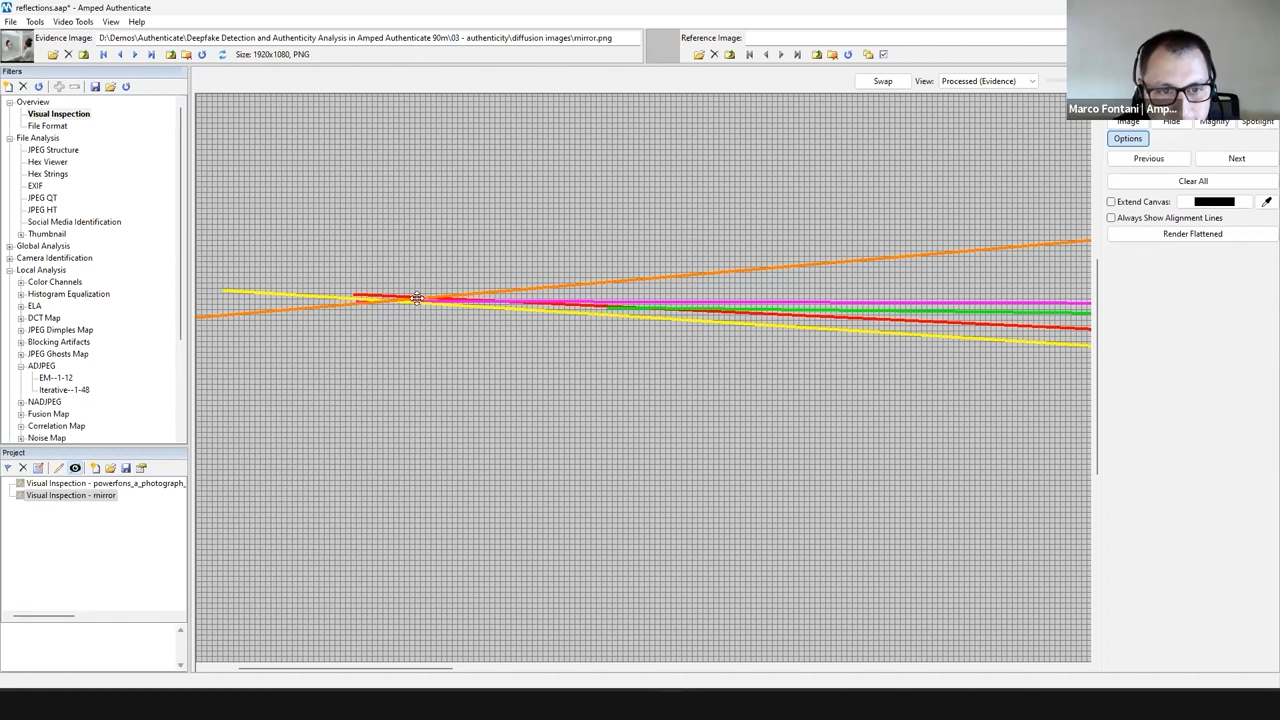 reflections.aap* - Amped Authenticate
File Tools Video Tools View Help
Evidence Image: D:\Demos\Authenticate\Deepfake Detection and Authenticity Analysis in Amped Authenticate 90m\03 - authenticity\diffusion images\mirror.png
Reference Image:
Size: 1920x1080, PNG
Filters
Swap View: Processed (Evidence)
Marco Fontani | Amp...
Overview
Visual Inspection
File Format
File Analysis
JPEG Structure
Hex Viewer
Hex Strings
EXIF
JPEG QT
JPEG HT
Social Media Identification
Thumbnail
Global Analysis
Camera Identification
Local Analysis
Color Channels
Histogram Equalization
ELA
DCT Map
JPEG Dimples Map
Blocking Artifacts
JPEG Ghosts Map
ADJPEG
EM--1-12
Iterative--1-48
NADJPEG
Fusion Map
Correlation Map
Noise Map
Image Hide Magnify Spotlight
Options
Previous Next
Clear All
Extend Canvas:
Always Show Alignment Lines
Render Flattened
Project
Visual Inspection - powerfons_a_photograph_
Visual Inspection - mirror